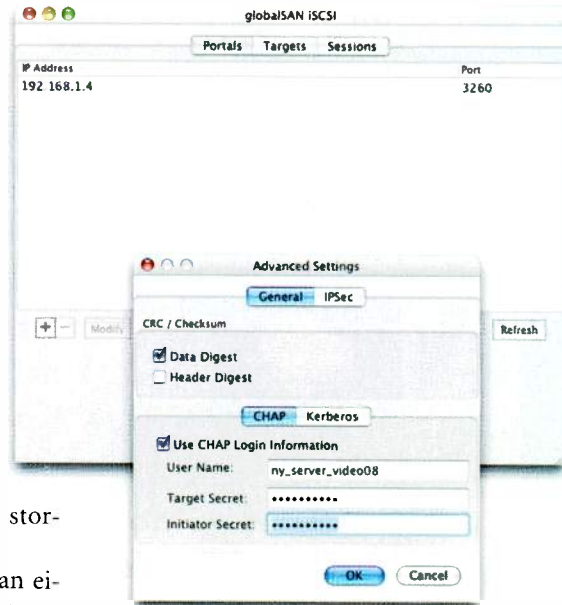 globalSAN iSCSI
Portals Targets Sessions
IP Address Port
192 168.1.4 3260
Advanced Settings
General IPSec
CRC / Checksum
+ − Modify Refresh
Data Digest
Header Digest
CHAP Kerberos
Use CHAP Login Information
User Name: ny_server_video08
Target Secret: ••••••••••
Initiator Secret: ••••••••••
OK Cancel
stor-
an ei-